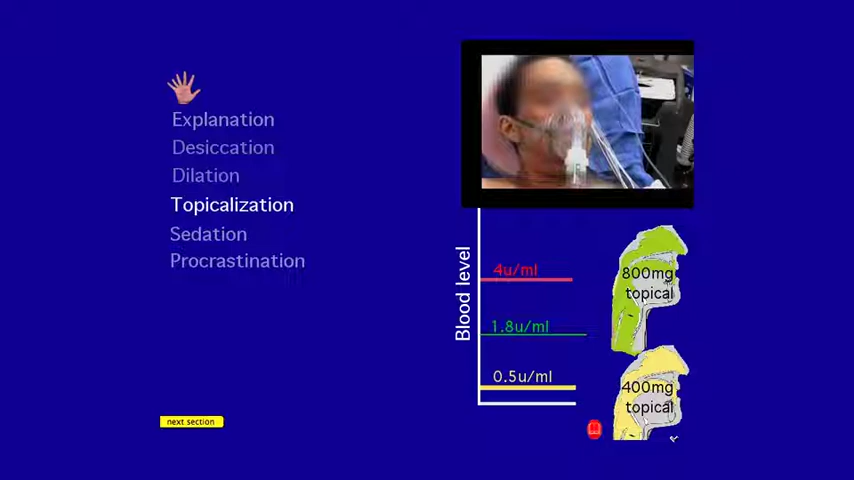 Explanation
Desiccation
Dilation
Topicalization
Sedation
Procrastination
next section
Blood level
4u/ml
1.8u/ml
0.5u/ml
800mg
topical
400mg
topical